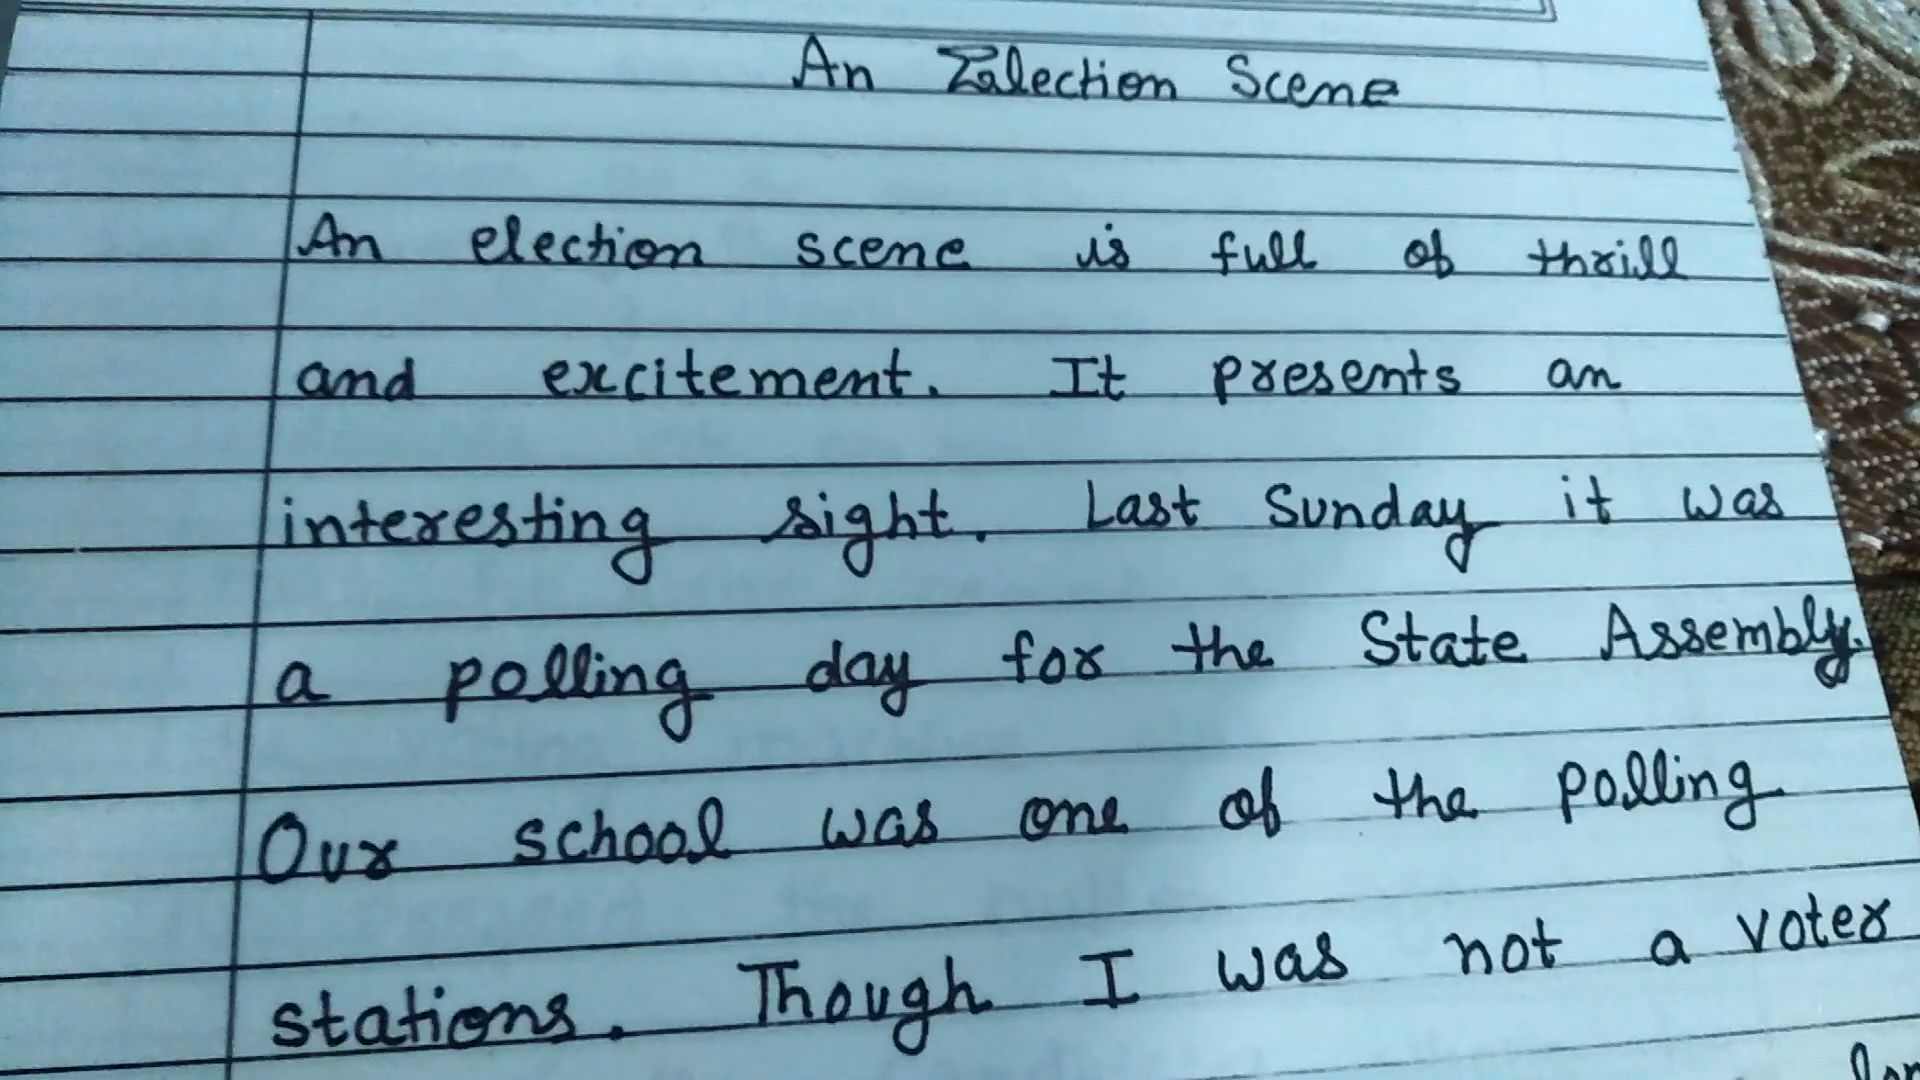 An Election Scene
An election scene is full of thrill
and excitement. It presents an
interesting sight. Last Sunday it was
a polling day for the State Assembly.
Our school was one of the polling
stations. Though I was not a voter